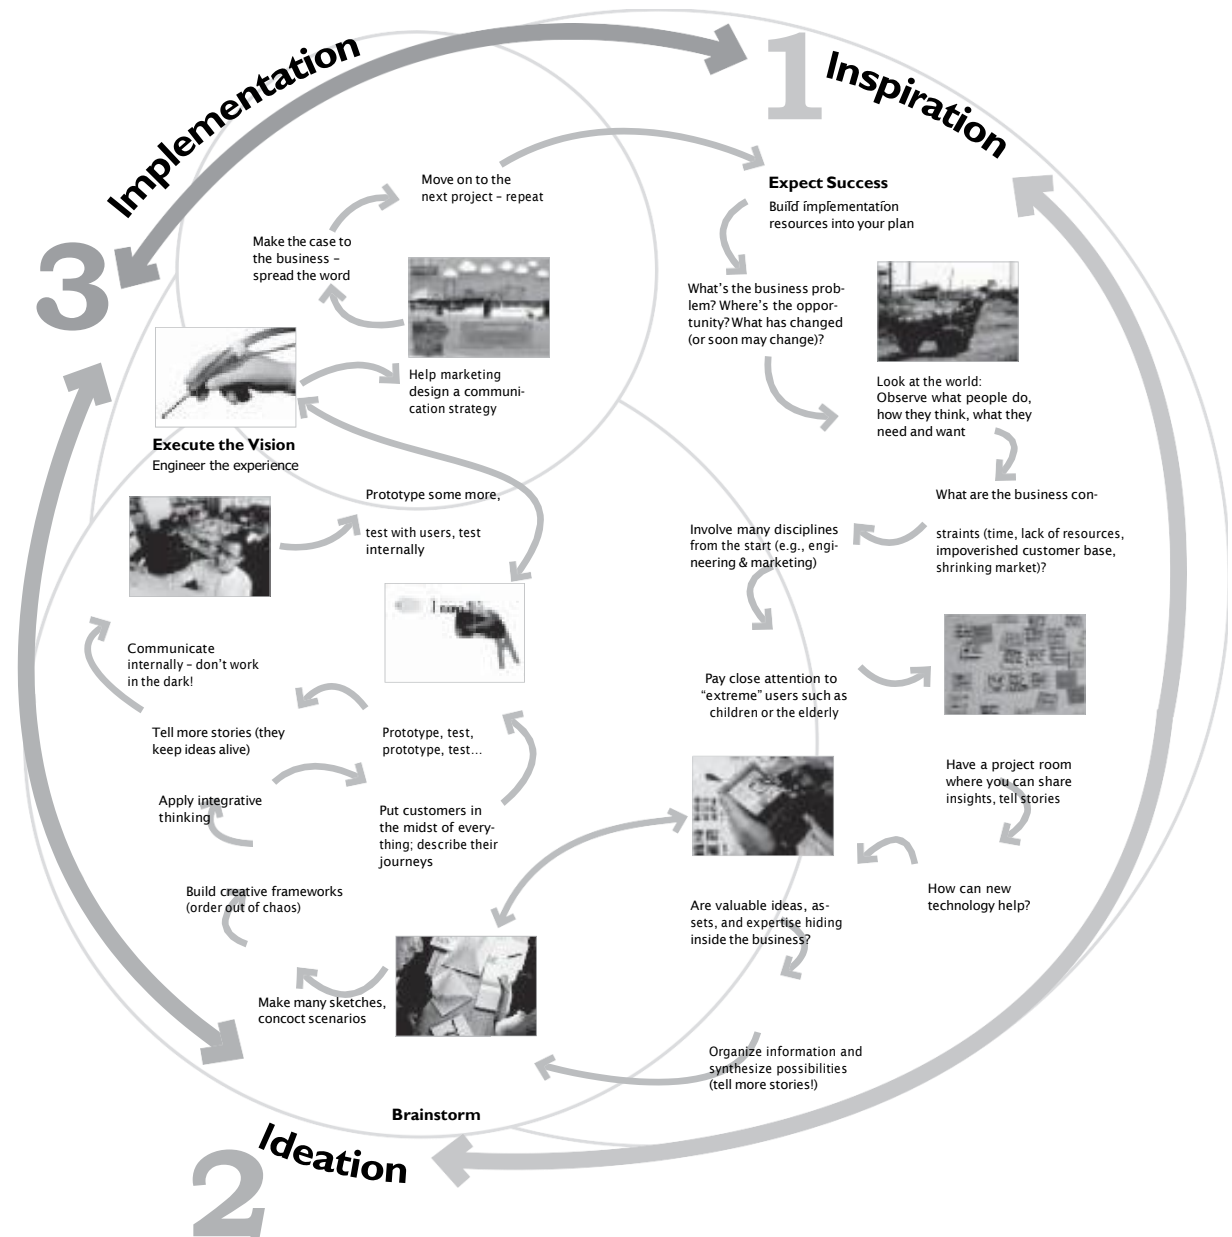 1
Inspiration
Expect Success
Build implementation
resources into your plan
What's the business prob-
lem? Where's the oppor-
tunity? What has changed
(or soon may change)?
Look at the world:
Observe what people do,
how they think, what they
need and want
What are the business con-
straints (time, lack of resources,
impoverished customer base,
shrinking market)?
Involve many disciplines
from the start (e.g., engi-
neering & marketing)
Pay close attention to
“extreme” users such as
children or the elderly
Have a project room
where you can share
insights, tell stories
How can new
technology help?
Are valuable ideas, as-
sets, and expertise hiding
inside the business?
Organize information and
synthesize possibilities
(tell more stories!)
2
Ideation
Brainstorm
Make many sketches,
concoct scenarios
Build creative frameworks
(order out of chaos)
Apply integrative
thinking
Put customers in
the midst of every-
thing; describe their
journeys
Prototype, test,
prototype, test...
Tell more stories (they
keep ideas alive)
Communicate
internally – don't work
in the dark!
Prototype some more,
test with users, test
internally
3
Implementation
Execute the Vision
Engineer the experience
Help marketing
design a communi-
cation strategy
Make the case to
the business –
spread the word
Move on to the
next project – repeat